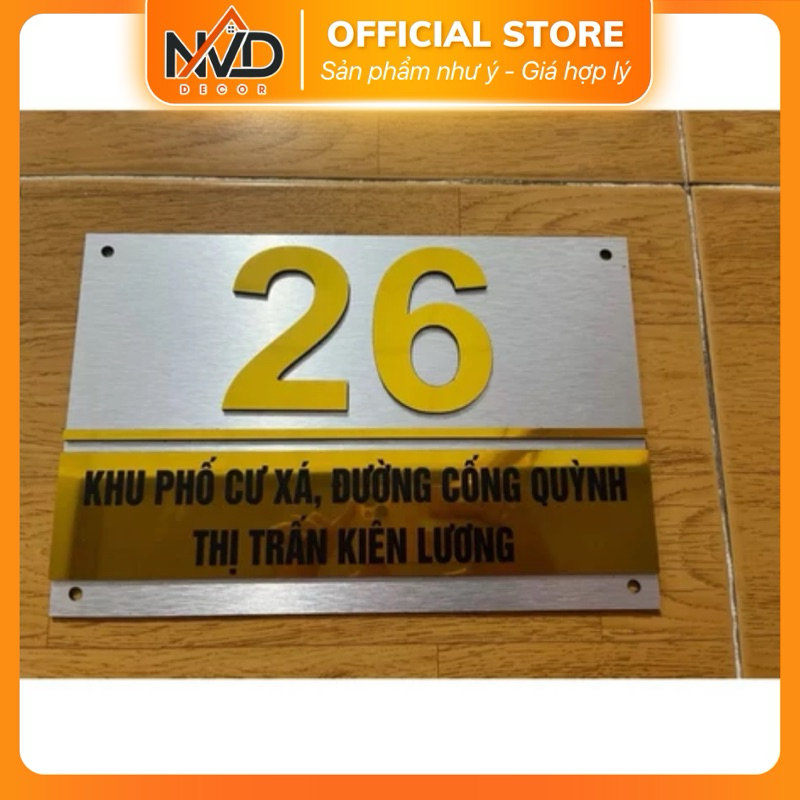 NVD
DECOR
OFFICIAL STORE
Sản phẩm như ý - Giá hợp lý
26
KHU PHỐ CƯ XÁ, ĐƯỜNG CỐNG QUỲNH
THỊ TRẤN KIÊN LƯƠNG